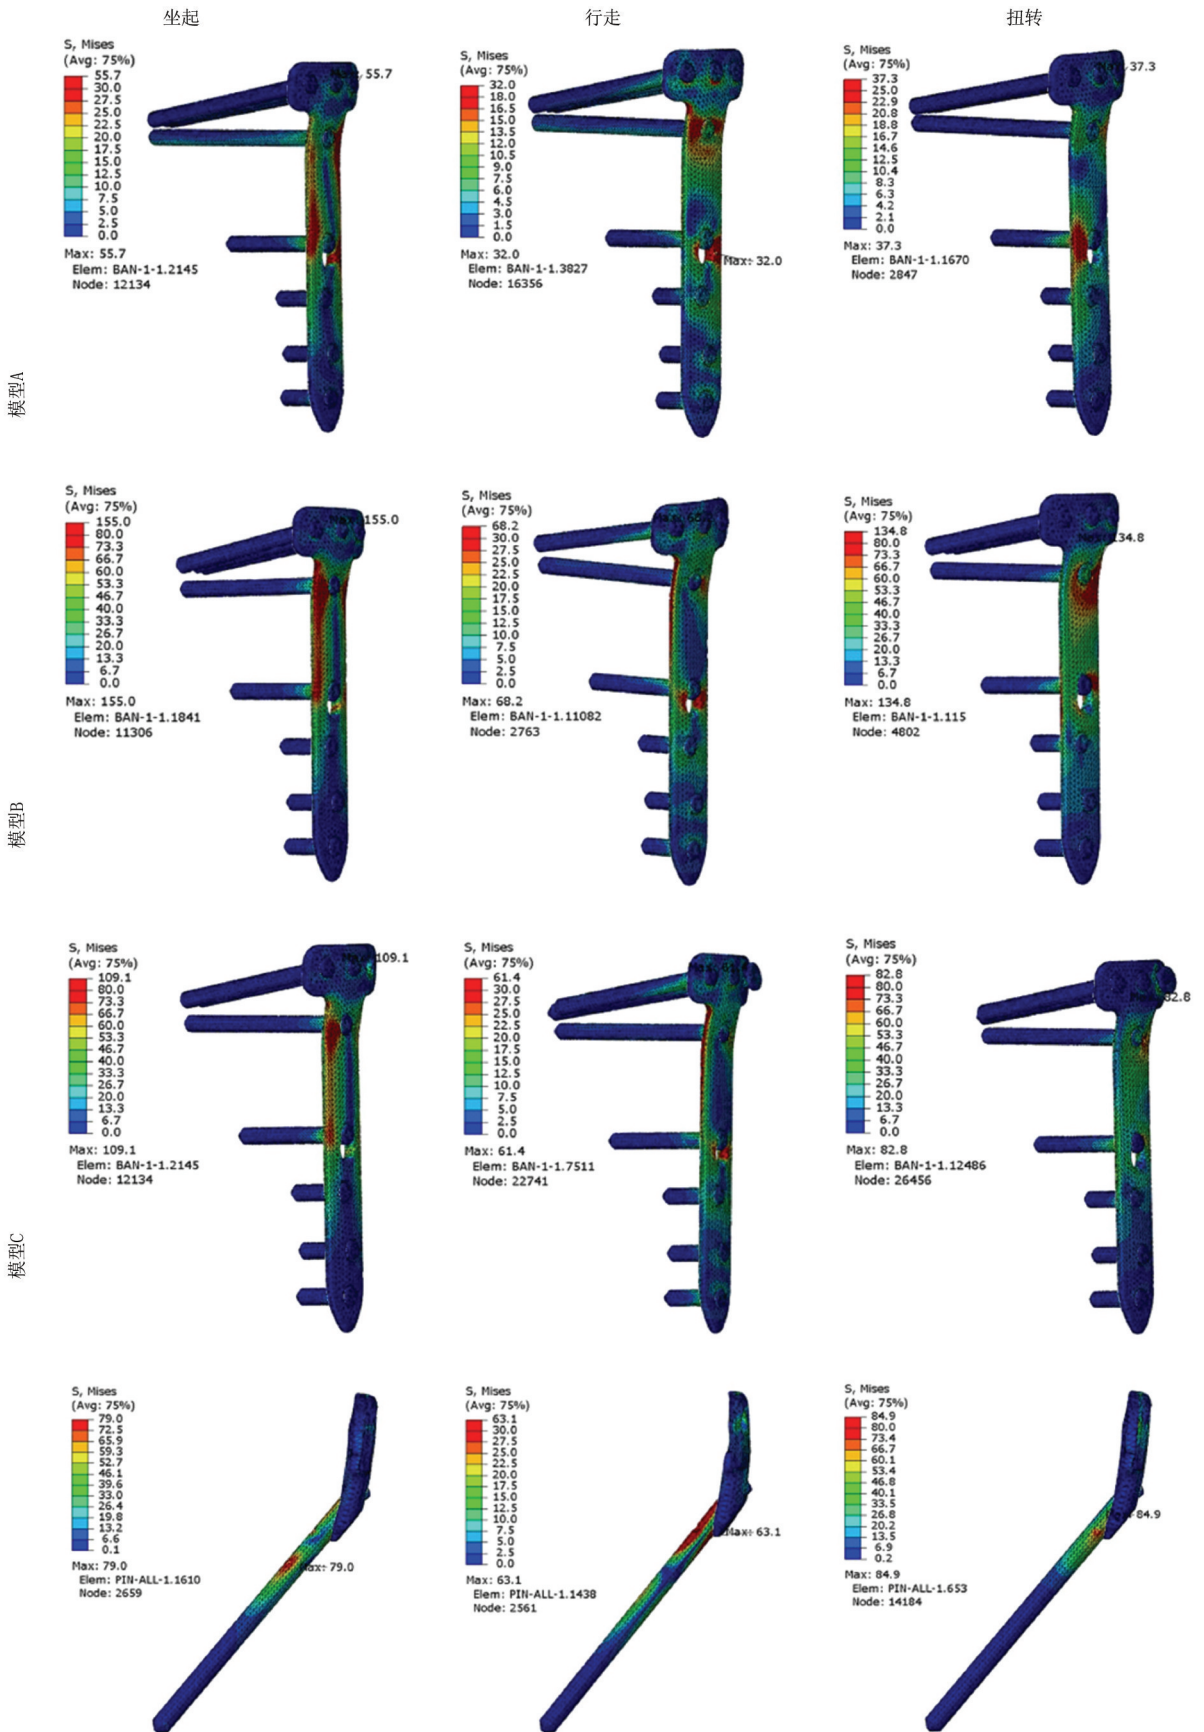 坐起
行走
扭转
S, Mises
(Avg: 75%)
55.7
30.0
27.5
25.0
22.5
20.0
17.5
15.0
12.5
10.0
7.5
5.0
2.5
0.0
Max: 55.7
Elem: BAN-1-1.2145
Node: 12134
Max: 55.7
S, Mises
(Avg: 75%)
32.0
18.0
16.5
15.0
13.5
12.0
10.5
9.0
7.5
6.0
4.5
3.0
1.5
0.0
Max: 32.0
Elem: BAN-1-1.3827
Node: 16356
Max: 32.0
S, Mises
(Avg: 75%)
37.3
25.0
22.9
20.8
18.8
16.7
14.6
12.5
10.4
8.3
6.3
4.2
2.1
0.0
Max: 37.3
Elem: BAN-1-1.1670
Node: 2847
Max: 37.3
模型A
S, Mises
(Avg: 75%)
155.0
80.0
73.3
66.7
60.0
53.3
46.7
40.0
33.3
26.7
20.0
13.3
6.7
0.0
Max: 155.0
Elem: BAN-1-1.1841
Node: 11306
Max: 155.0
S, Mises
(Avg: 75%)
68.2
30.0
27.5
25.0
22.5
20.0
17.5
15.0
12.5
10.0
7.5
5.0
2.5
0.0
Max: 68.2
Elem: BAN-1-1.11082
Node: 2763
Max: 68.2
S, Mises
(Avg: 75%)
134.8
80.0
73.3
66.7
60.0
53.3
46.7
40.0
33.3
26.7
20.0
13.3
6.7
0.0
Max: 134.8
Elem: BAN-1-1.115
Node: 4802
Max: 134.8
模型B
S, Mises
(Avg: 75%)
109.1
80.0
73.3
66.7
60.0
53.3
46.7
40.0
33.3
26.7
20.0
13.3
6.7
0.0
Max: 109.1
Elem: BAN-1-1.2145
Node: 12134
Max: 109.1
S, Mises
(Avg: 75%)
61.4
30.0
27.5
25.0
22.5
20.0
17.5
15.0
12.5
10.0
7.5
5.0
2.5
0.0
Max: 61.4
Elem: BAN-1-1.7511
Node: 22741
Max: 61.4
S, Mises
(Avg: 75%)
82.8
80.0
73.3
66.7
60.0
53.3
46.7
40.0
33.3
26.7
20.0
13.3
6.7
0.0
Max: 82.8
Elem: BAN-1-1.12486
Node: 26456
Max: 82.8
模型C
S, Mises
(Avg: 75%)
79.0
72.5
65.9
59.3
52.7
46.1
39.6
33.0
26.4
19.8
13.2
6.6
0.1
Max: 79.0
Elem: PIN-ALL-1.1610
Node: 2659
Max: 79.0
S, Mises
(Avg: 75%)
63.1
30.0
27.5
25.0
22.5
20.0
17.5
15.0
12.5
10.0
7.5
5.0
2.5
0.0
Max: 63.1
Elem: PIN-ALL-1.1438
Node: 2561
Max: 63.1
S, Mises
(Avg: 75%)
84.9
80.0
73.4
66.7
60.1
53.4
46.8
40.1
33.5
26.8
20.2
13.5
6.9
0.2
Max: 84.9
Elem: PIN-ALL-1.653
Node: 14184
84.9